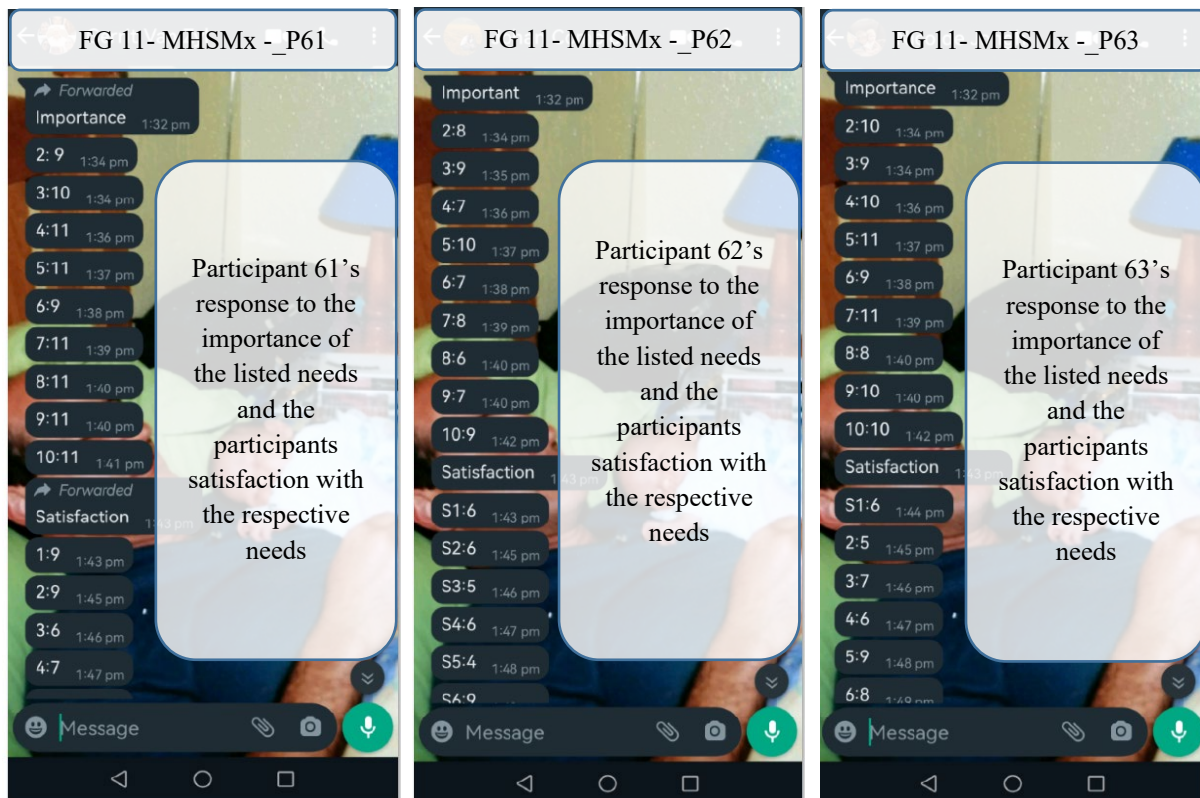 FG 11- MHSMx -_P61
Forwarded
Importance 1:32 pm
2: 9 1:34 pm
3:10 1:34 pm
4:11 1:36 pm
5:11 1:37 pm
6:9 1:38 pm
7:11 1:39 pm
8:11 1:40 pm
9:11 1:40 pm
10:11 1:41 pm
Forwarded
Satisfaction 1:43 pm
1:9 1:43 pm
2:9 1:45 pm
3:6 1:46 pm
4:7 1:47 pm
Participant 61’s
response to the
importance of
the listed needs
and the
participants
satisfaction with
the respective
needs
Message
FG 11- MHSMx -_P62
Important 1:32 pm
2:8 1:34 pm
3:9 1:35 pm
4:7 1:36 pm
5:10 1:37 pm
6:7 1:38 pm
7:8 1:39 pm
8:6 1:40 pm
9:7 1:40 pm
10:9 1:42 pm
Satisfaction 1:43 pm
S1:6 1:43 pm
S2:6 1:45 pm
S3:5 1:46 pm
S4:6 1:47 pm
S5:4 1:48 pm
S6:9
Participant 62’s
response to the
importance of
the listed needs
and the
participants
satisfaction with
the respective
needs
Message
FG 11- MHSMx -_P63
Importance 1:32 pm
2:10 1:34 pm
3:9 1:34 pm
4:10 1:36 pm
5:11 1:37 pm
6:9 1:38 pm
7:11 1:39 pm
8:8 1:40 pm
9:10 1:40 pm
10:10 1:42 pm
Satisfaction 1:43 pm
S1:6 1:44 pm
2:5 1:45 pm
3:7 1:46 pm
4:6 1:47 pm
5:9 1:48 pm
6:8 1:49 pm
Participant 63’s
response to the
importance of
the listed needs
and the
participants
satisfaction with
the respective
needs
Message